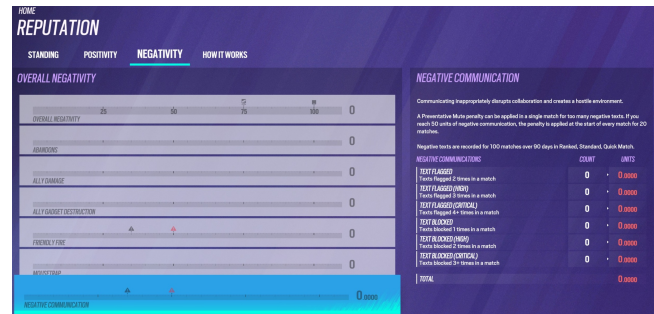 HOME
REPUTATION
STANDING POSITIVITY NEGATIVITY HOW IT WORKS
OVERALL NEGATIVITY
25 50 75 100 0
OVERALL NEGATIVITY
0
ABANDONS
0
ALLY DAMAGE
0
ALLY GADGET DESTRUCTION
0
FRIENDLY FIRE
0
MOUSETRAP
0.0000
NEGATIVE COMMUNICATION
NEGATIVE COMMUNICATION
Communicating inappropriately disrupts collaboration and creates a hostile environment.
A Preventative Mute penalty can be applied in a single match for too many negative texts. If you
reach 50 units of negative communication, the penalty is applied at the start of every match for 20
matches.
Negative texts are recorded for 100 matches over 90 days in Ranked, Standard, Quick Match.
NEGATIVE COMMUNICATIONS COUNT UNITS
TEXT FLAGGED
Texts flagged 2 times in a match 0 0.0000
TEXT FLAGGED (HIGH)
Texts flagged 3 times in a match 0 0.0000
TEXT FLAGGED (CRITICAL)
Texts flagged 4+ times in a match 0 0.0000
TEXT BLOCKED
Texts blocked 1 times in a match 0 0.0000
TEXT BLOCKED (HIGH)
Texts blocked 2 times in a match 0 0.0000
TEXT BLOCKED (CRITICAL)
Texts blocked 3+ times in a match 0 0.0000
TOTAL 0.0000